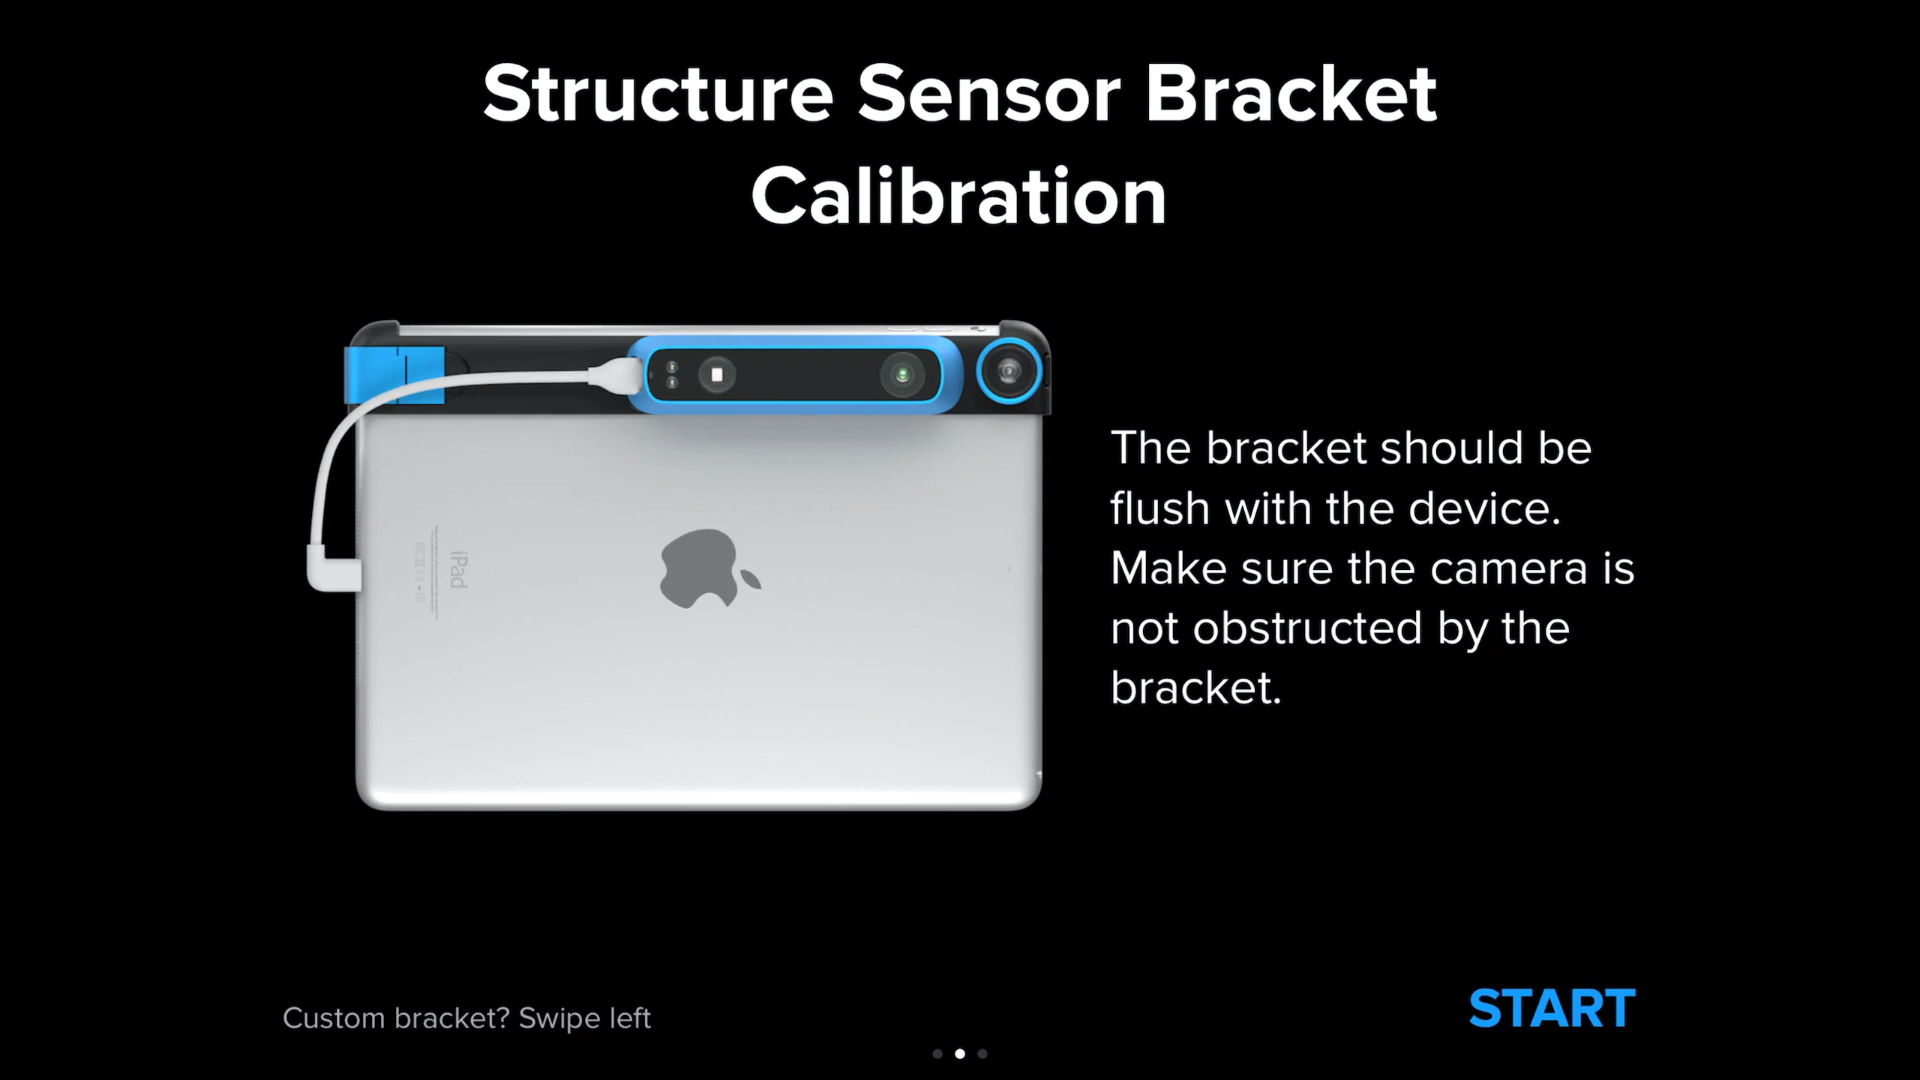 Structure Sensor Bracket
Calibration
iPad
The bracket should be
flush with the device.
Make sure the camera is
not obstructed by the
bracket.
Custom bracket? Swipe left
START